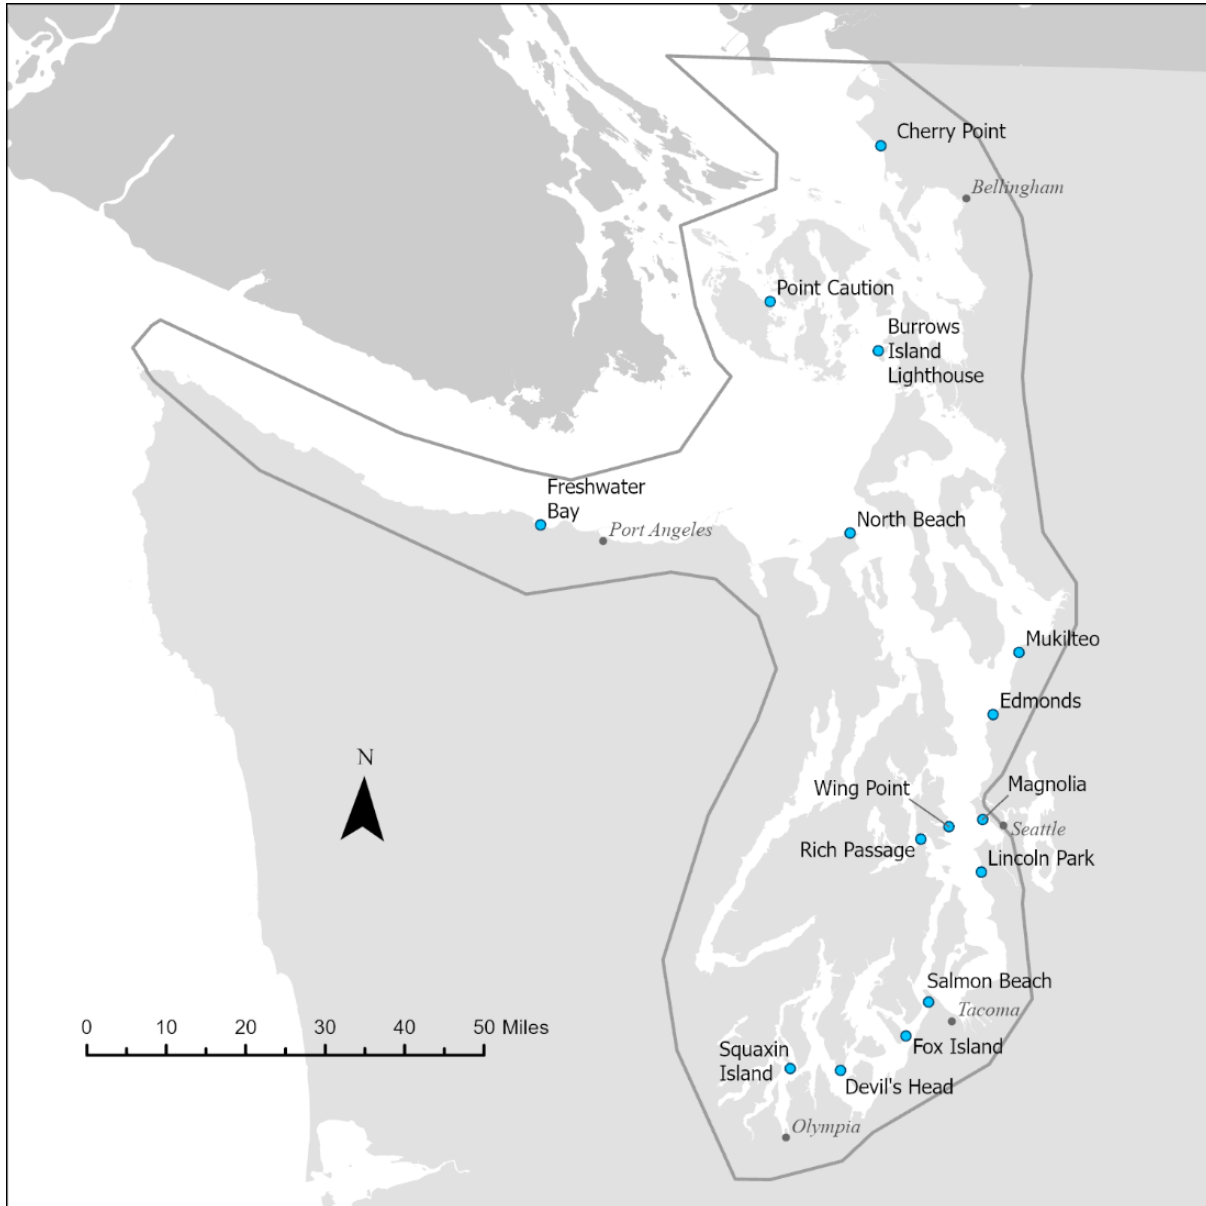 Cherry Point
Bellingham
Point Caution
Burrows
Island
Lighthouse
Freshwater
Bay
Port Angeles
North Beach
Mukilteo
Edmonds
N
Wing Point
Magnolia
Seattle
Rich Passage
Lincoln Park
Salmon Beach
Tacoma
0 10 20 30 40 50 Miles
Fox Island
Squaxin
Island
Devil's Head
Olympia